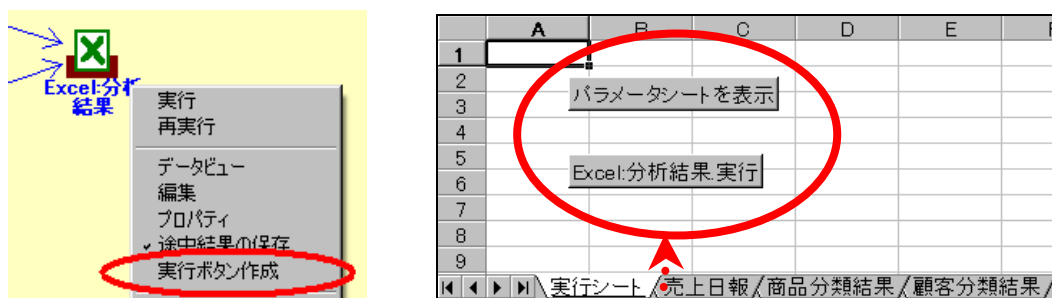 Excel:分析
結果
実行
再実行
データビュー
編集
プロパティ
途中結果の保存
実行ボタン作成
A B C D E
1
2
3
4
5
6
7
8
9
パラメータシートを表示
Excel:分析結果.実行
実行シート 売上日報 商品分類結果 顧客分類結果